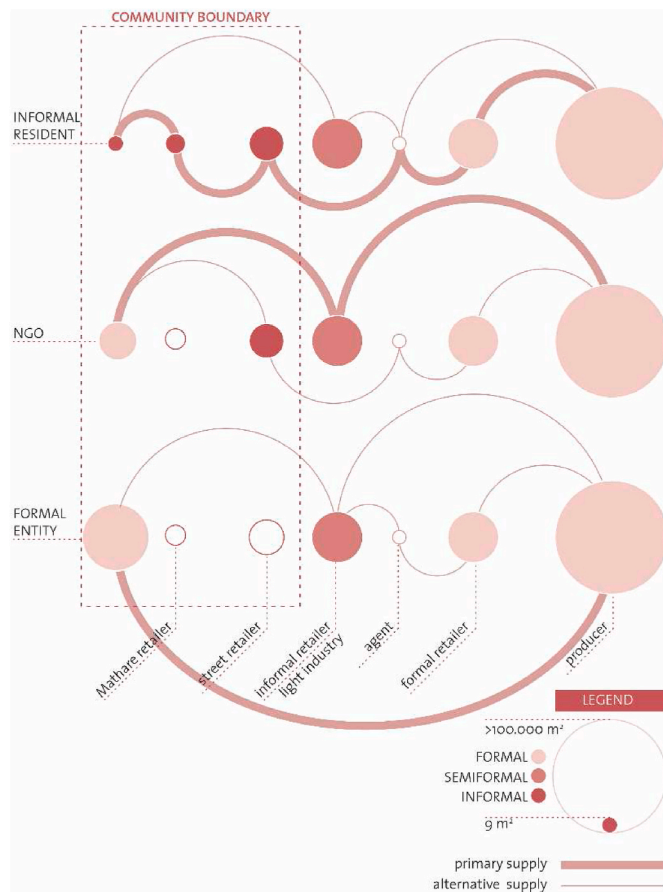 COMMUNITY BOUNDARY
INFORMAL
RESIDENT
NGO
FORMAL
ENTITY
Mathare retailer
street retailer
informal retailer
light industry
agent
formal retailer
producer
LEGEND
>100.000 m²
FORMAL
SEMIFORMAL
INFORMAL
9 m²
primary supply
alternative supply